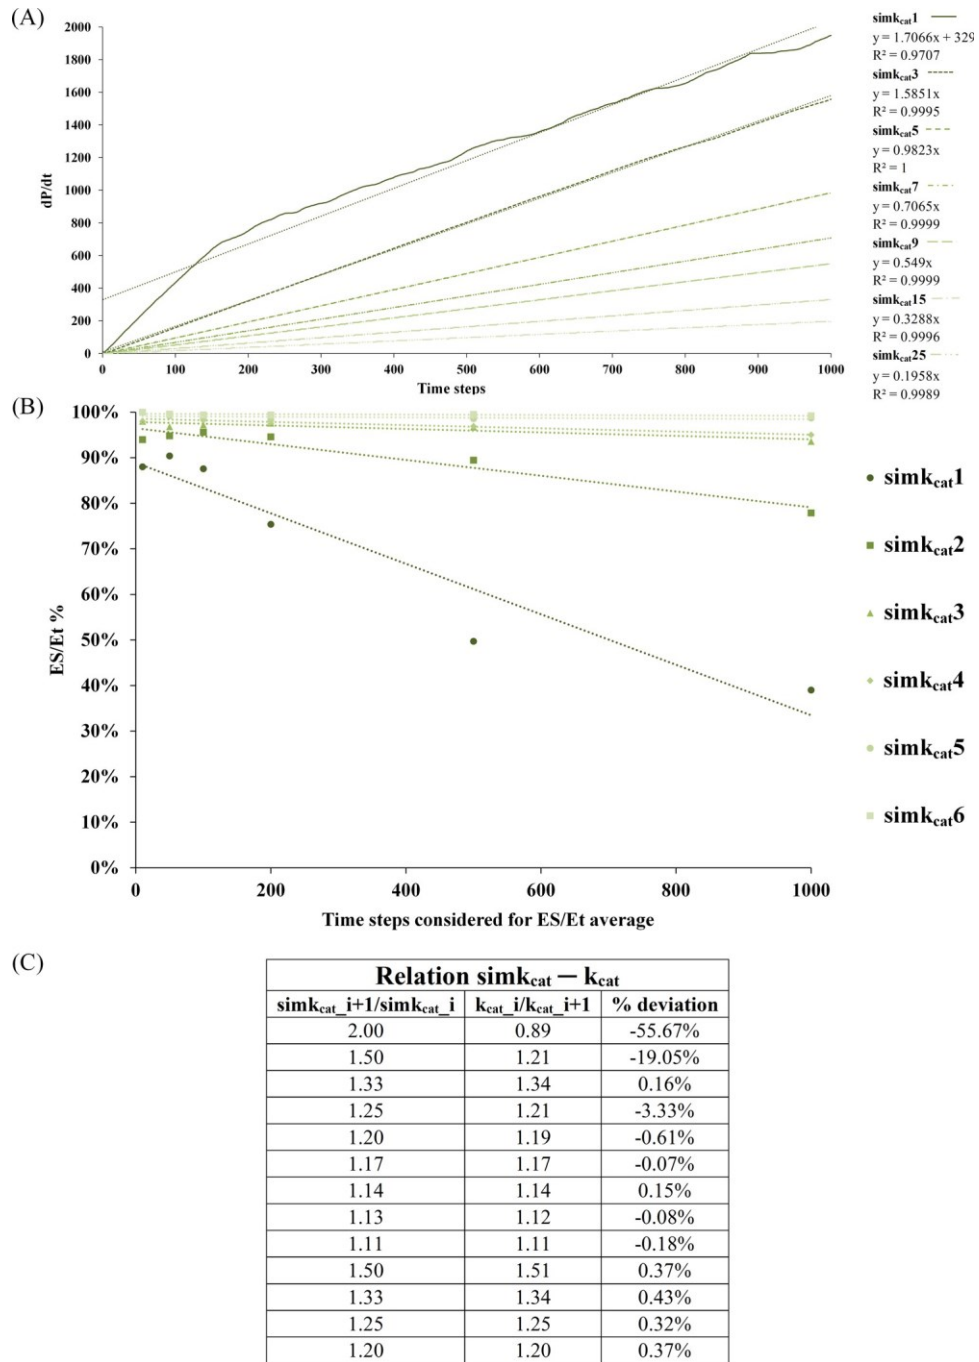 (A)
2000
1800
1600
1400
1200
1000
800
600
400
200
0
dP/dt
0 100 200 300 400 500 600 700 800 900 1000
Time steps
simkcat1
y = 1.7066x + 329
R² = 0.9707
simkcat3
y = 1.5851x
R² = 0.9995
simkcat5
y = 0.9823x
R² = 1
simkcat7
y = 0.7065x
R² = 0.9999
simkcat9
y = 0.549x
R² = 0.9999
simkcat15
y = 0.3288x
R² = 0.9996
simkcat25
y = 0.1958x
R² = 0.9989
(B)
100%
90%
80%
70%
60%
50%
40%
30%
20%
10%
0%
ES/Et %
0 200 400 600 800 1000
Time steps considered for ES/Et average
simkcat1
simkcat2
simkcat3
simkcat4
simkcat5
simkcat6
(C)
Relation simkcat — kcat
simkcat_i+1/simkcat_i kcat_i/kcat_i+1 % deviation
2.00 0.89 -55.67%
1.50 1.21 -19.05%
1.33 1.34 0.16%
1.25 1.21 -3.33%
1.20 1.19 -0.61%
1.17 1.17 -0.07%
1.14 1.14 0.15%
1.13 1.12 -0.08%
1.11 1.11 -0.18%
1.50 1.51 0.37%
1.33 1.34 0.43%
1.25 1.25 0.32%
1.20 1.20 0.37%